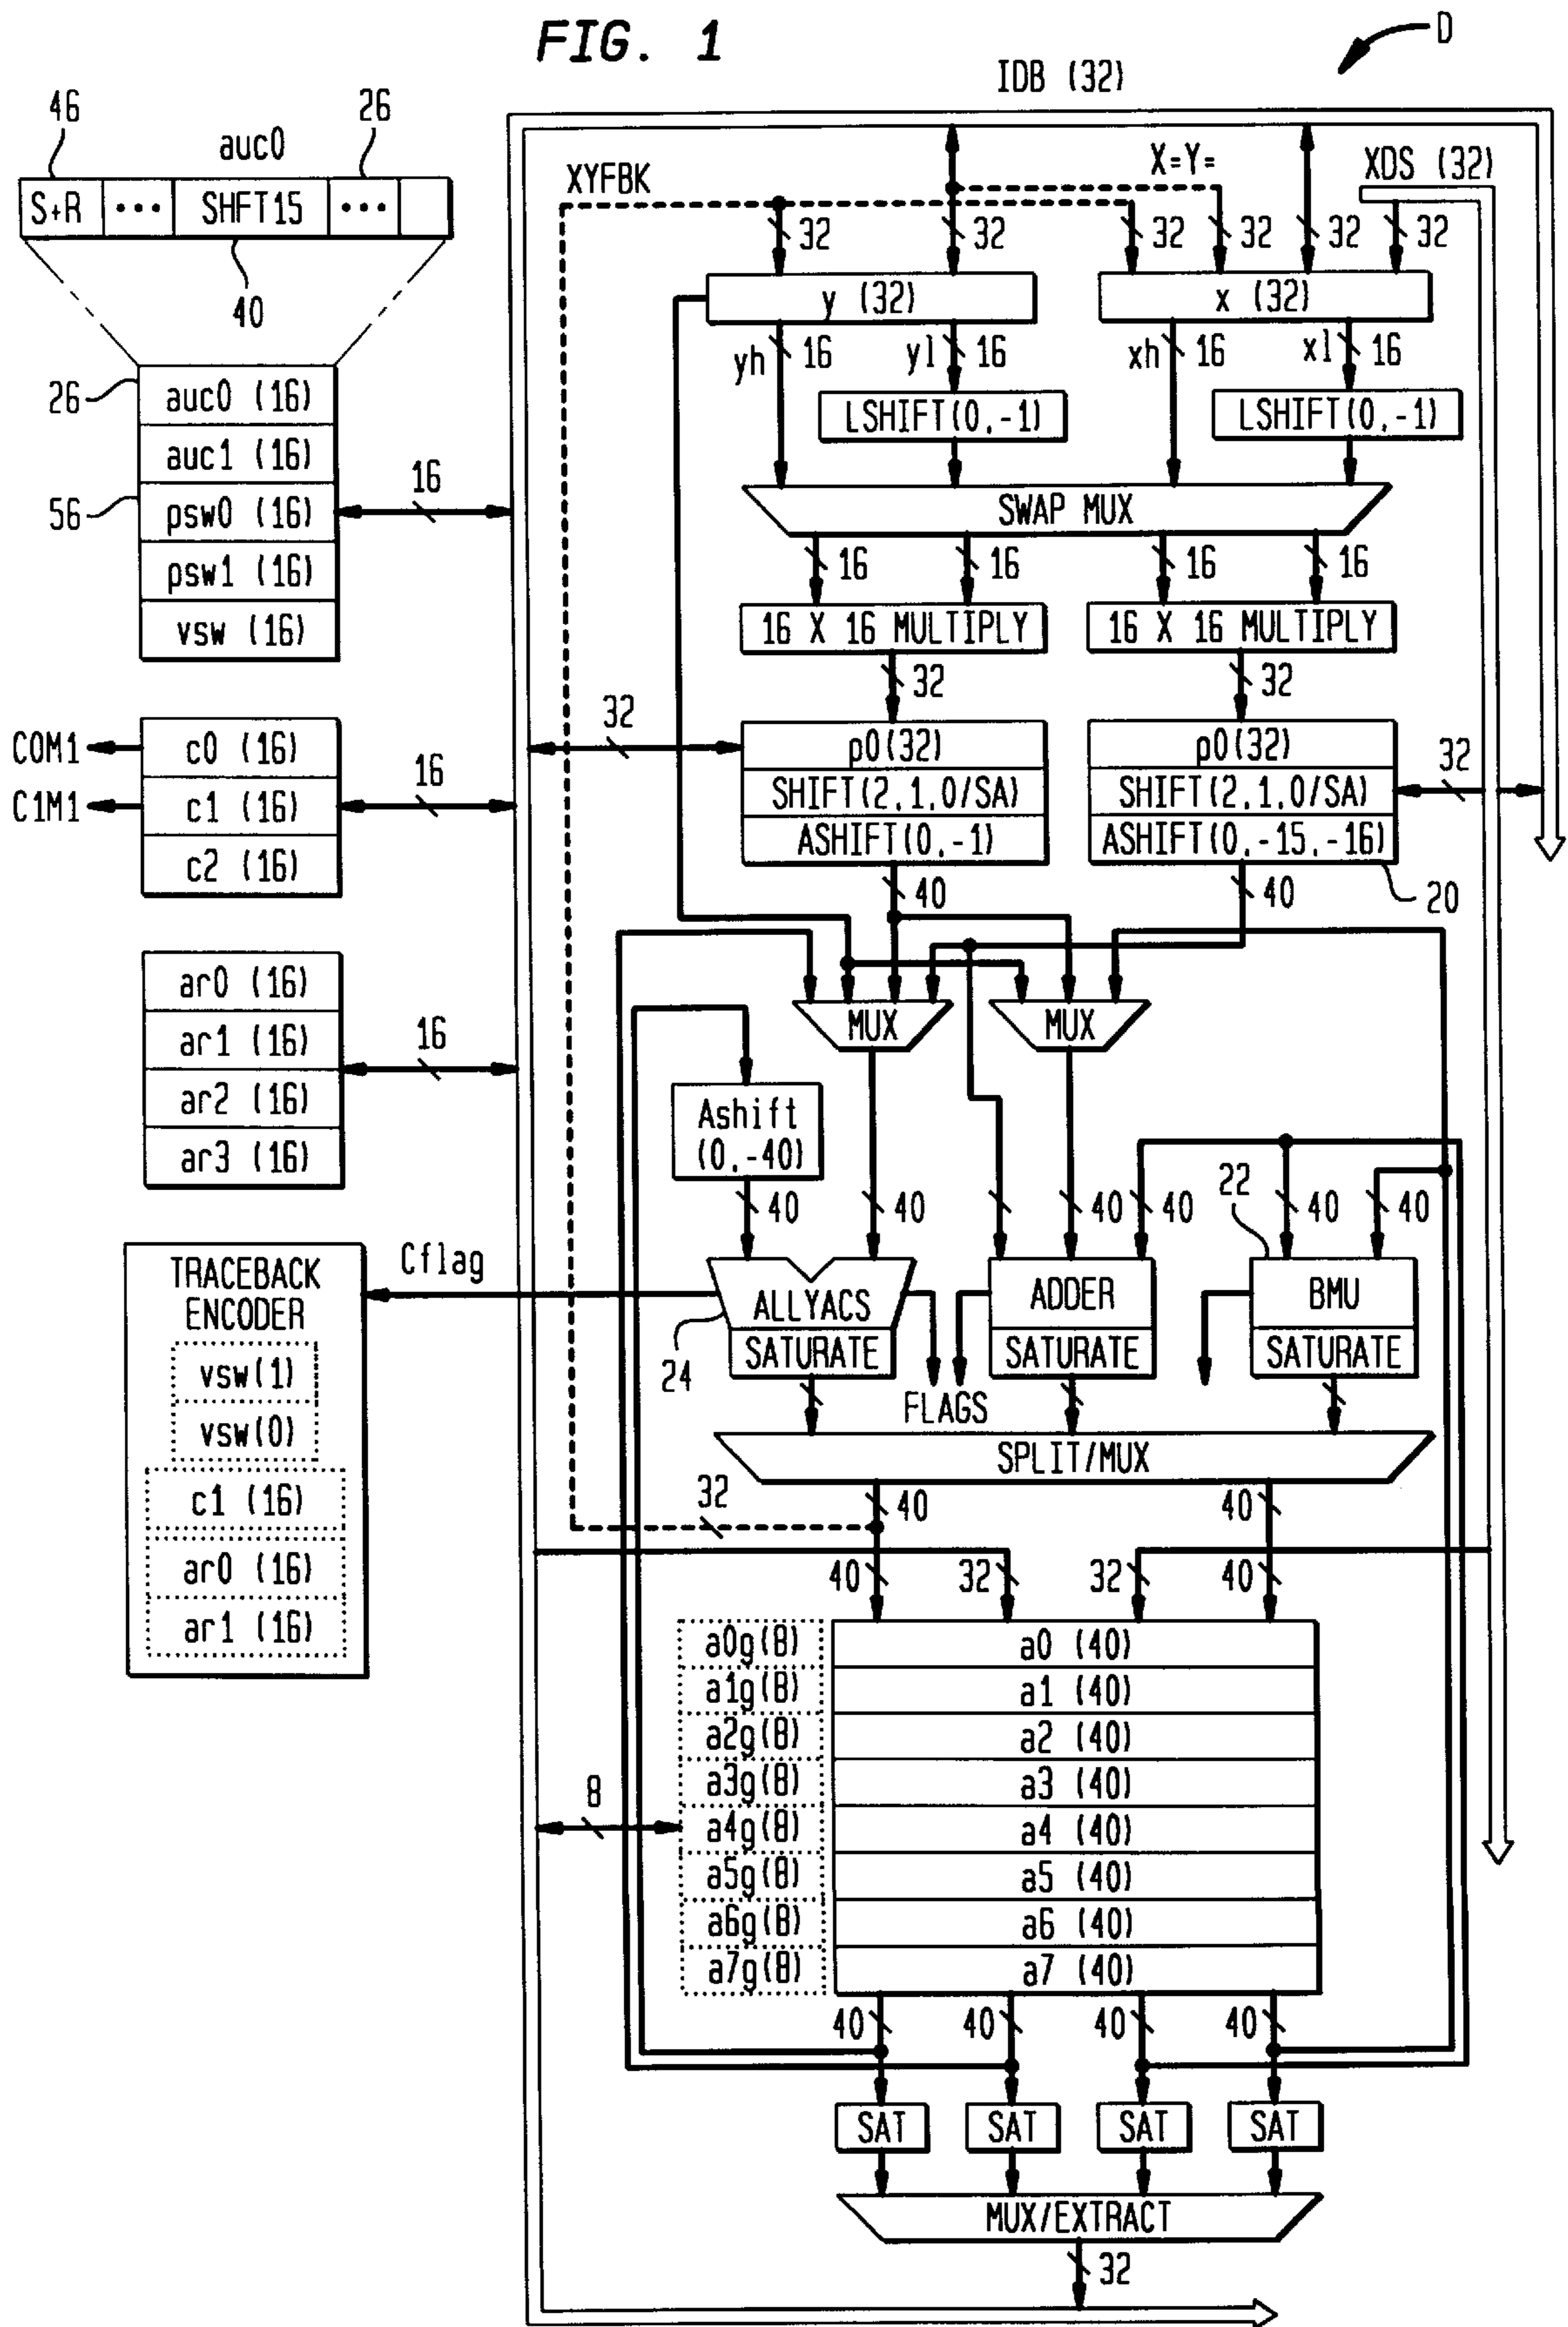 FIG. 1
D
IDB (32)
46
26
auc0
S+R ••• SHFT15 •••
40
XYFBK
X=Y=
XDS (32)
32 32 32 32 32 32
y (32)
x (32)
yh 16 yl 16 xh 16 xl 16
LSHIFT(0,-1)
LSHIFT(0,-1)
26
auc0 (16)
auc1 (16)
56
psw0 (16)
psw1 (16)
vsw (16)
16
SWAP MUX
16 16 16 16
16 X 16 MULTIPLY
16 X 16 MULTIPLY
32 32
32
p0(32)
SHIFT(2,1,0/SA)
ASHIFT(0,-1)
p0(32)
SHIFT(2,1,0/SA)
ASHIFT(0,-15,-16)
32
40 40
20
COM1
C1M1
c0 (16)
c1 (16)
c2 (16)
16
ar0 (16)
ar1 (16)
ar2 (16)
ar3 (16)
16
MUX
MUX
Ashift
(0,-40)
40 40 40 40 40 40
22
Cflag
ALLYACS
SATURATE
24
ADDER
SATURATE
BMU
SATURATE
FLAGS
TRACEBACK
ENCODER
vsw(1)
vsw(0)
c1 (16)
ar0 (16)
ar1 (16)
SPLIT/MUX
32
40 40
40 32 32 40
a0g(8) a0 (40)
a1g(8) a1 (40)
a2g(8) a2 (40)
a3g(8) a3 (40)
8
a4g(8) a4 (40)
a5g(8) a5 (40)
a6g(8) a6 (40)
a7g(8) a7 (40)
40 40 40 40
SAT SAT SAT SAT
MUX/EXTRACT
32